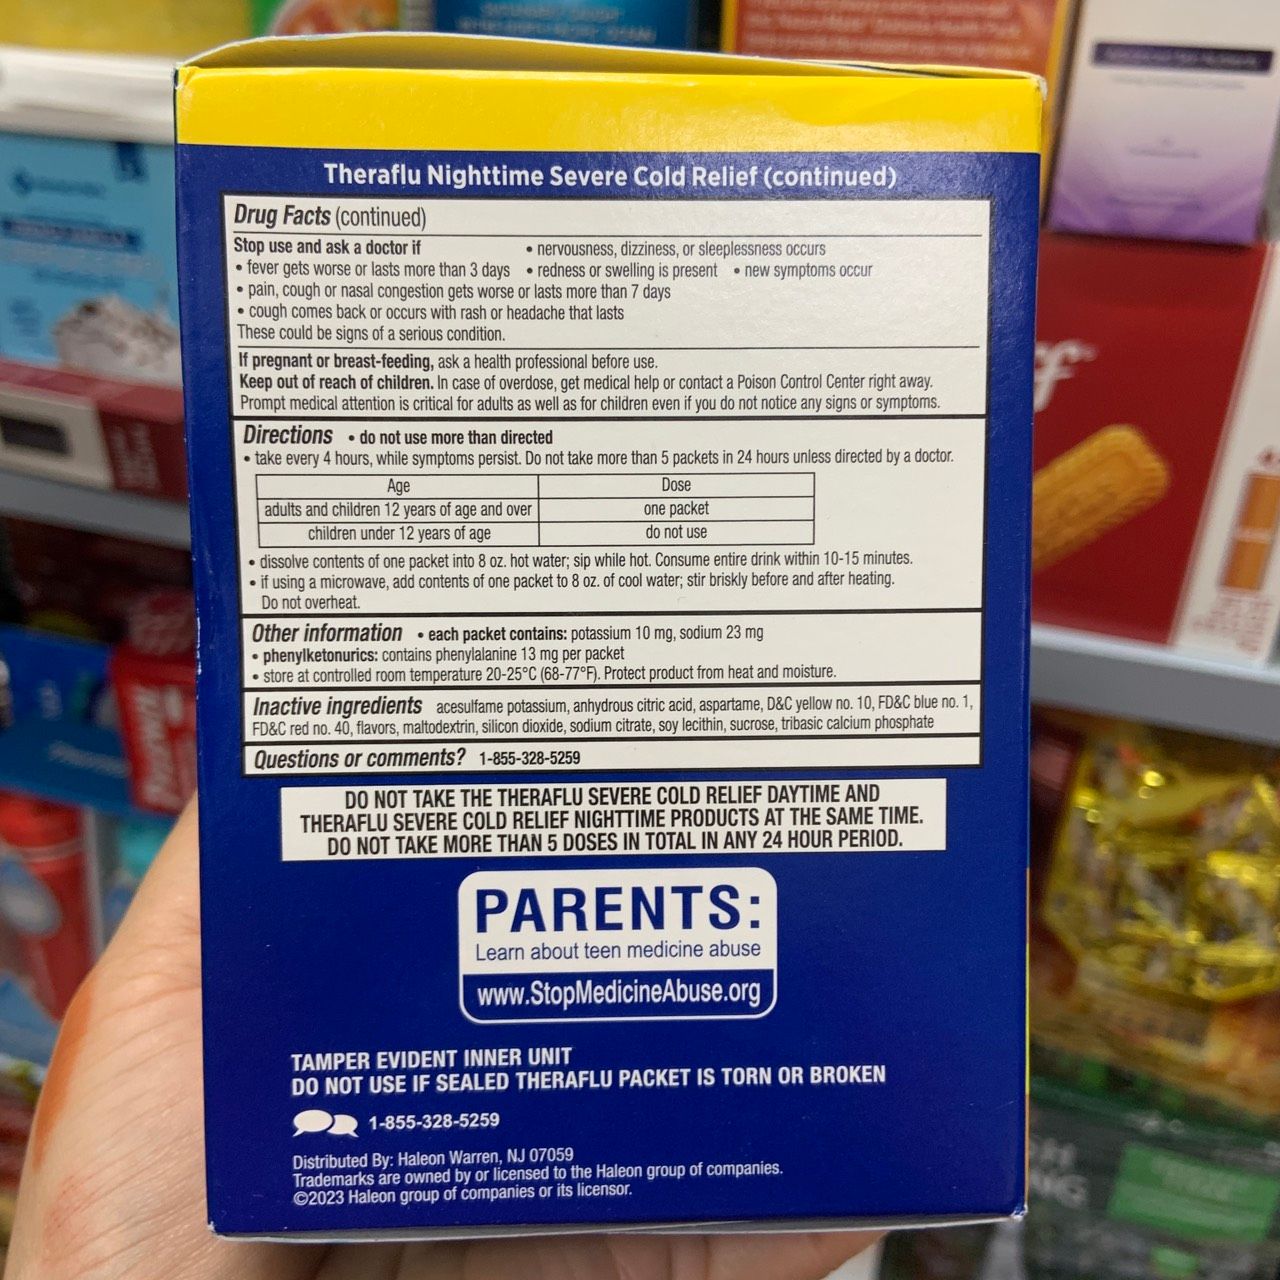 Theraflu Nighttime Severe Cold Relief (continued)
Drug Facts (continued)
Stop use and ask a doctor if • nervousness, dizziness, or sleeplessness occurs
• fever gets worse or lasts more than 3 days • redness or swelling is present • new symptoms occur
• pain, cough or nasal congestion gets worse or lasts more than 7 days
• cough comes back or occurs with rash or headache that lasts
These could be signs of a serious condition.
If pregnant or breast-feeding, ask a health professional before use.
Keep out of reach of children. In case of overdose, get medical help or contact a Poison Control Center right away.
Prompt medical attention is critical for adults as well as for children even if you do not notice any signs or symptoms.
Directions • do not use more than directed
• take every 4 hours, while symptoms persist. Do not take more than 5 packets in 24 hours unless directed by a doctor.
Age Dose
adults and children 12 years of age and over one packet
children under 12 years of age do not use
• dissolve contents of one packet into 8 oz. hot water; sip while hot. Consume entire drink within 10-15 minutes.
• if using a microwave, add contents of one packet to 8 oz. of cool water; stir briskly before and after heating.
Do not overheat.
Other information • each packet contains: potassium 10 mg, sodium 23 mg
• phenylketonurics: contains phenylalanine 13 mg per packet
• store at controlled room temperature 20-25°C (68-77°F). Protect product from heat and moisture.
Inactive ingredients acesulfame potassium, anhydrous citric acid, aspartame, D&C yellow no. 10, FD&C blue no. 1,
FD&C red no. 40, flavors, maltodextrin, silicon dioxide, sodium citrate, soy lecithin, sucrose, tribasic calcium phosphate
Questions or comments? 1-855-328-5259
DO NOT TAKE THE THERAFLU SEVERE COLD RELIEF DAYTIME AND
THERAFLU SEVERE COLD RELIEF NIGHTTIME PRODUCTS AT THE SAME TIME.
DO NOT TAKE MORE THAN 5 DOSES IN TOTAL IN ANY 24 HOUR PERIOD.
PARENTS:
Learn about teen medicine abuse
www.StopMedicineAbuse.org
TAMPER EVIDENT INNER UNIT
DO NOT USE IF SEALED THERAFLU PACKET IS TORN OR BROKEN
1-855-328-5259
Distributed By: Haleon Warren, NJ 07059
Trademarks are owned by or licensed to the Haleon group of companies.
©2023 Haleon group of companies or its licensor.